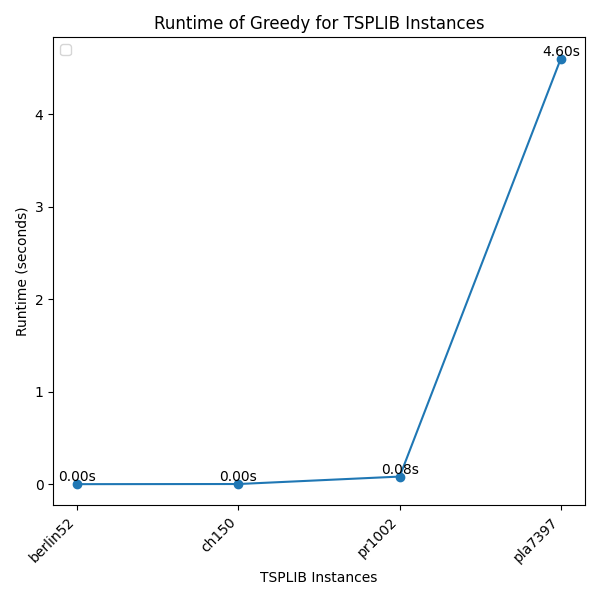 Runtime of Greedy for TSPLIB Instances
4.60s
4
3
Runtime (seconds)
2
1
0.00s
0.00s
0.08s
0
berlin52
ch150
pr1002
pla7397
TSPLIB Instances